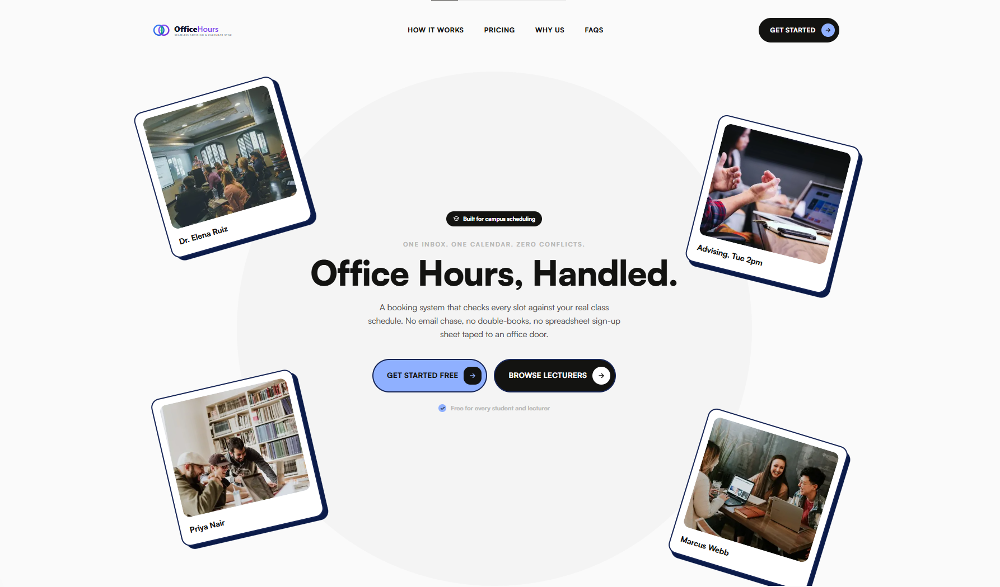 OfficeHours
SEAMLESS ADVISING & CALENDAR SYNC
HOW IT WORKS
PRICING
WHY US
FAQS
GET STARTED
Dr. Elena Ruiz
Advising, Tue 2pm
Built for campus scheduling
ONE INBOX. ONE CALENDAR. ZERO CONFLICTS.
Office Hours, Handled.
A booking system that checks every slot against your real class
schedule. No email chase, no double-books, no spreadsheet sign-up
sheet taped to an office door.
GET STARTED FREE
BROWSE LECTURERS
Free for every student and lecturer
Priya Nair
Marcus Webb